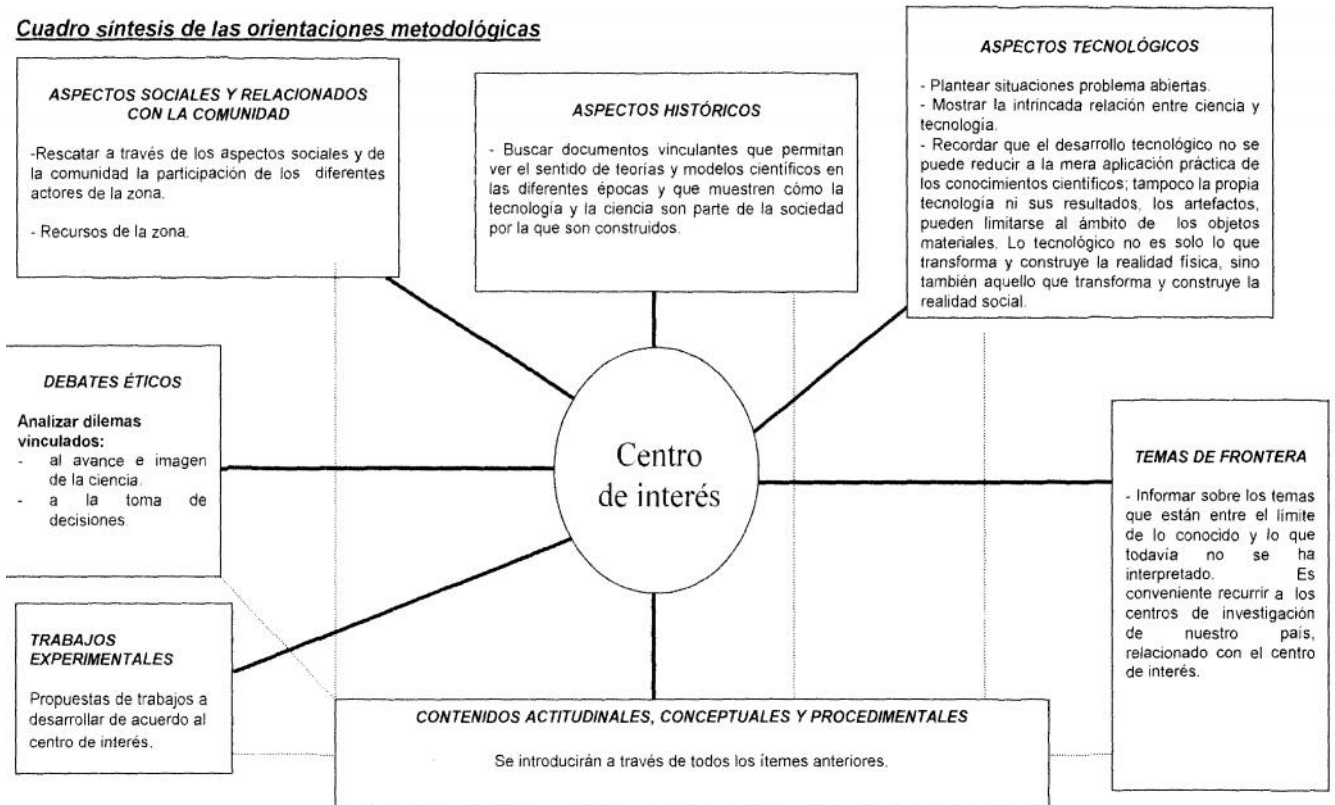 Cuadro síntesis de las orientaciones metodológicas
ASPECTOS SOCIALES Y RELACIONADOS
CON LA COMUNIDAD
-Rescatar a través de los aspectos sociales y de
la comunidad la participación de los diferentes
actores de la zona.
- Recursos de la zona.
ASPECTOS HISTÓRICOS
- Buscar documentos vinculantes que permitan
ver el sentido de teorías y modelos científicos en
las diferentes épocas y que muestren cómo la
tecnología y la ciencia son parte de la sociedad
por la que son construidos.
ASPECTOS TECNOLÓGICOS
- Plantear situaciones problema abiertas.
- Mostrar la intrincada relación entre ciencia y
tecnología.
- Recordar que el desarrollo tecnológico no se
puede reducir a la mera aplicación práctica de
los conocimientos científicos; tampoco la propia
tecnología ni sus resultados, los artefactos,
pueden limitarse al ámbito de los objetos
materiales. Lo tecnológico no es solo lo que
transforma y construye la realidad física, sino
también aquello que transforma y construye la
realidad social.
DEBATES ÉTICOS
Analizar dilemas
vinculados:
- al avance e imagen
de la ciencia.
- a la toma de
decisiones.
Centro
de interés
TEMAS DE FRONTERA
- Informar sobre los temas
que están entre el límite
de lo conocido y lo que
todavía no se ha
interpretado. Es
conveniente recurrir a los
centros de investigación
de nuestro país,
relacionado con el centro
de interés.
TRABAJOS
EXPERIMENTALES
Propuestas de trabajos a
desarrollar de acuerdo al
centro de interés.
CONTENIDOS ACTITUDINALES, CONCEPTUALES Y PROCEDIMENTALES
Se introducirán a través de todos los ítemes anteriores.